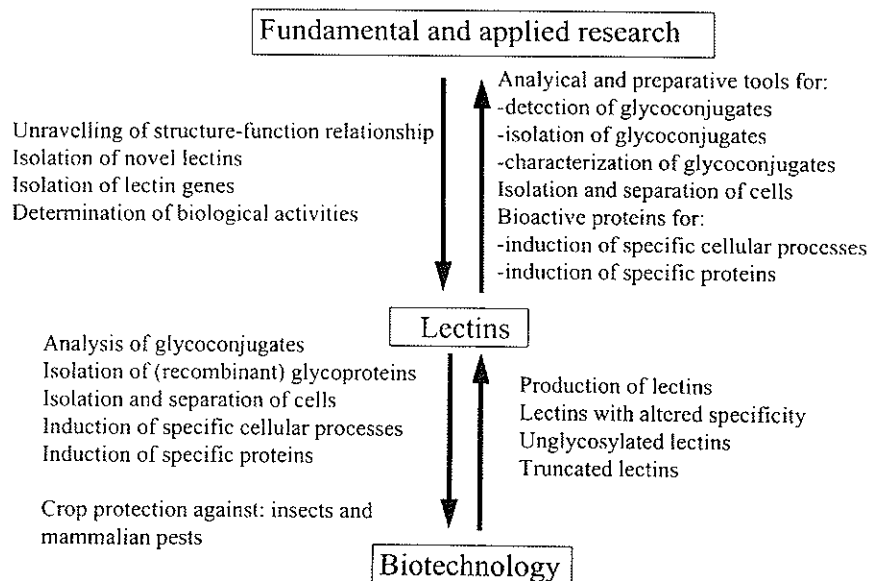 Fundamental and applied research
Unravelling of structure-function relationship
Isolation of novel lectins
Isolation of lectin genes
Determination of biological activities
Analyical and preparative tools for:
-detection of glycoconjugates
-isolation of glycoconjugates
-characterization of glycoconjugates
Isolation and separation of cells
Bioactive proteins for:
-induction of specific cellular processes
-induction of specific proteins
Lectins
Analysis of glycoconjugates
Isolation of (recombinant) glycoproteins
Isolation and separation of cells
Induction of specific cellular processes
Induction of specific proteins
Crop protection against: insects and
mammalian pests
Production of lectins
Lectins with altered specificity
Unglycosylated lectins
Truncated lectins
Biotechnology